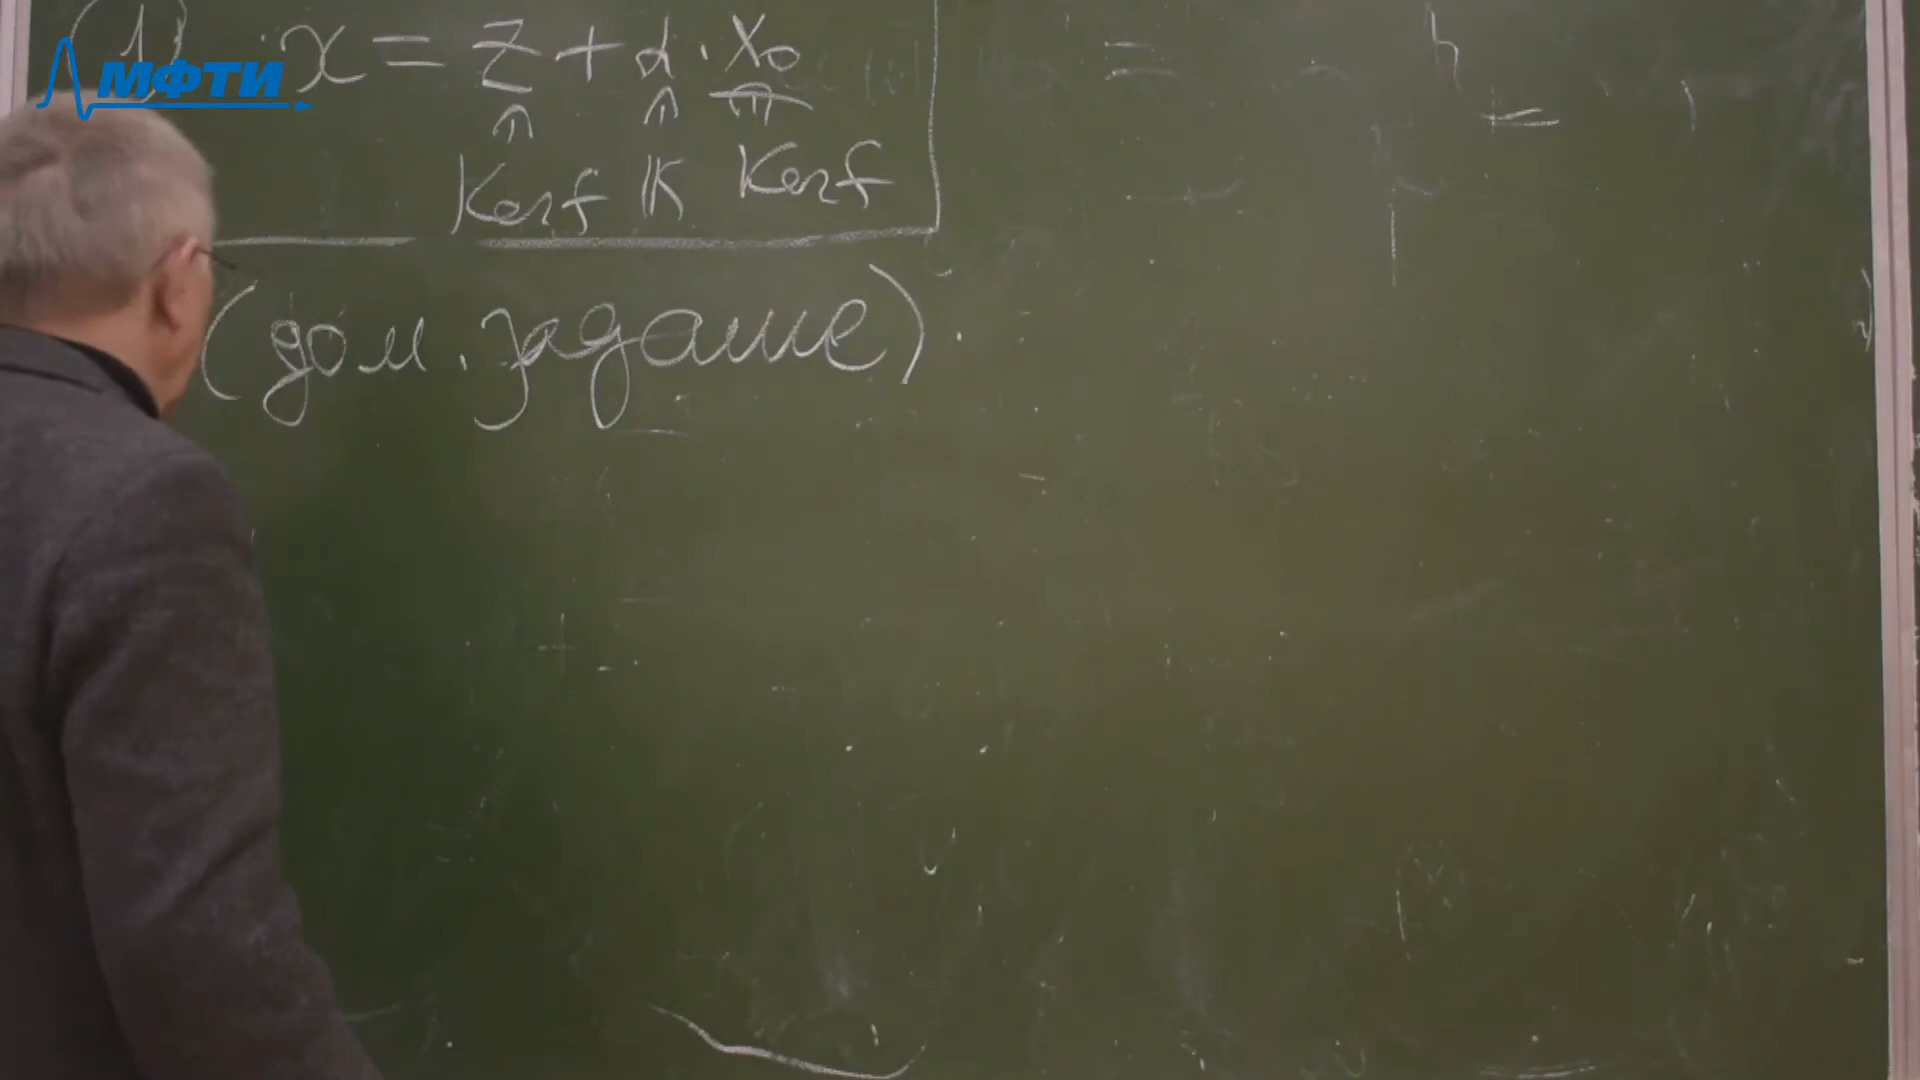 1) x = z + α · x₀
МФТИ
∩ ∩ ∩
Ker f K Ker f
(дом. задание).